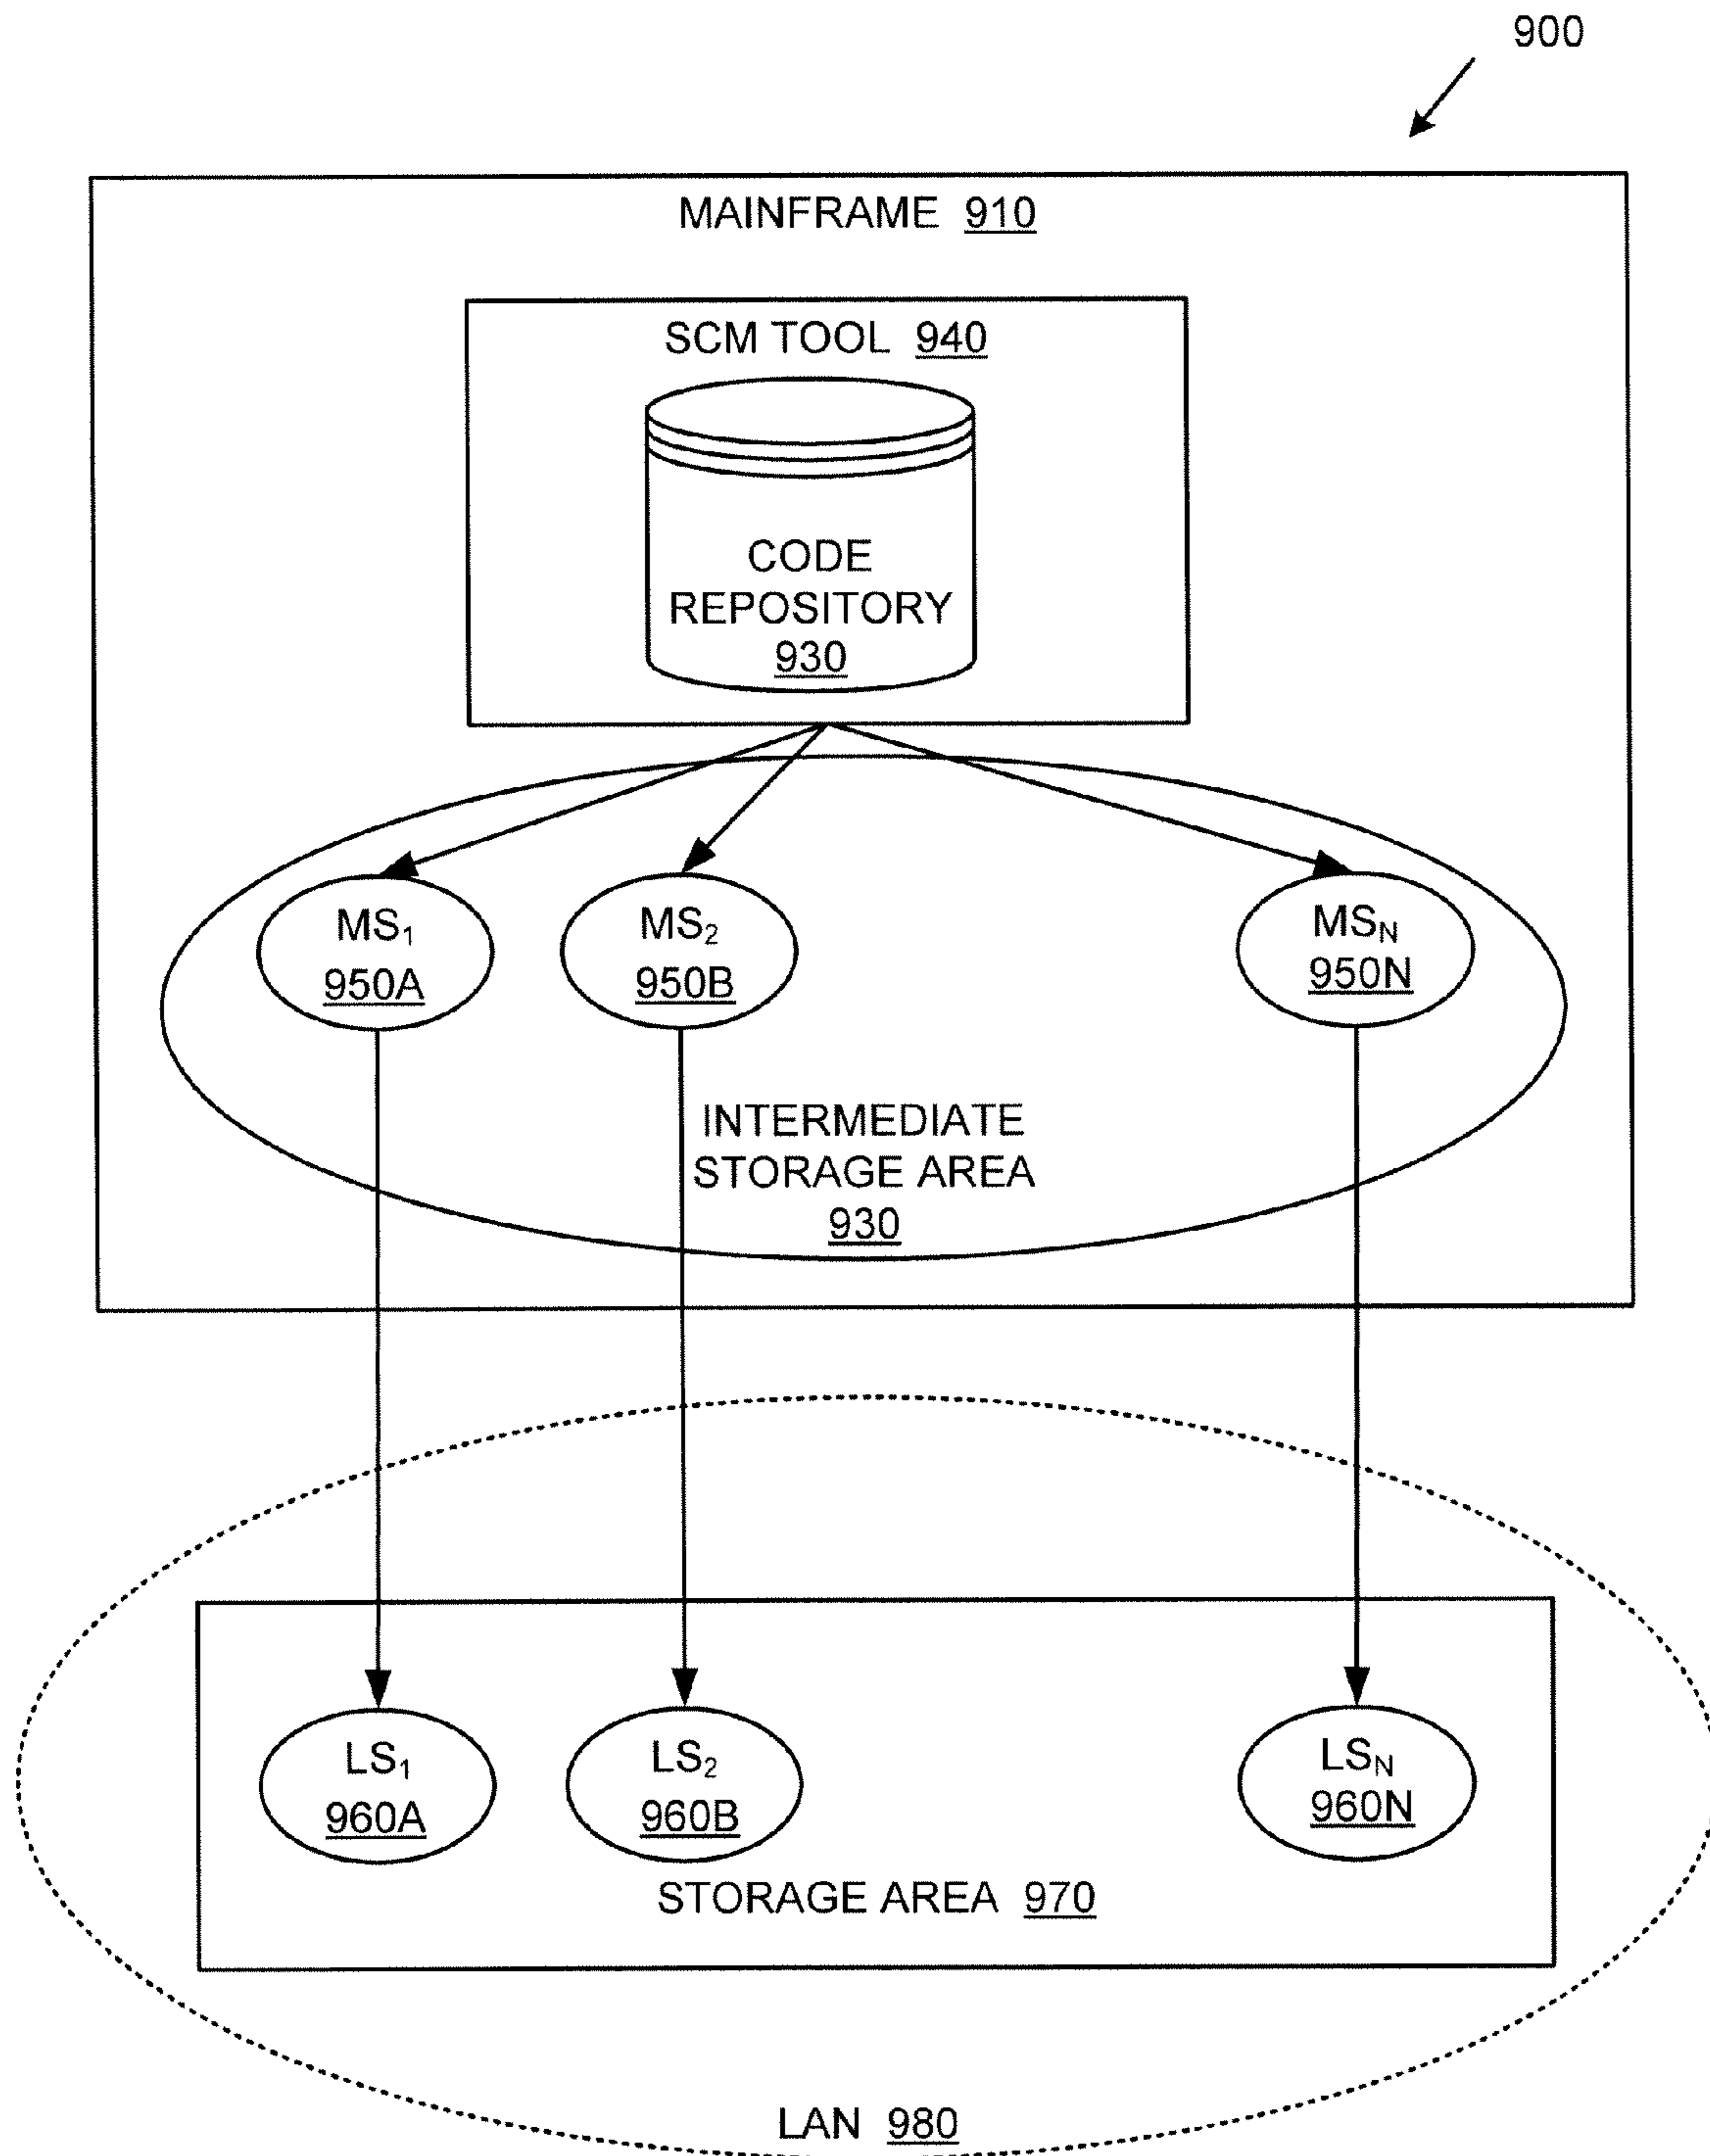 900
MAINFRAME 910
SCM TOOL 940
CODE
REPOSITORY
930
MS₁
950A
MS₂
950B
MSN
950N
INTERMEDIATE
STORAGE AREA
930
LS₁
960A
LS₂
960B
LSN
960N
STORAGE AREA 970
LAN 980